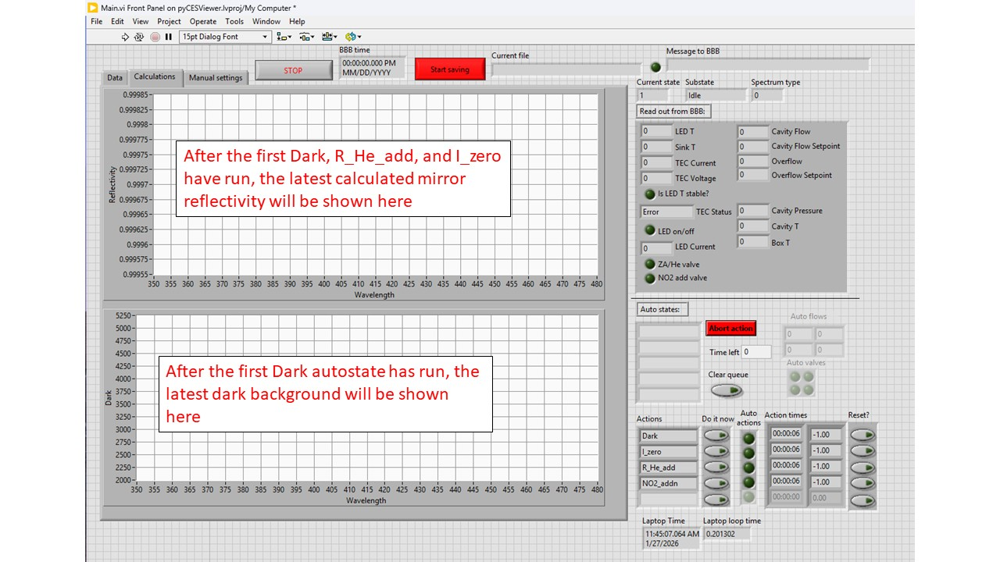 Main.vi Front Panel on pyCESViewer.lvproj/My Computer *
File Edit View Project Operate Tools Window Help
15pt Dialog Font
Data Calculations Manual settings
STOP
BBB time
00:00:00.000 PM
MM/DD/YYYY
Start saving
Current file
Message to BBB
Current state Substate Spectrum type
1 Idle 0
Read out from BBB:
0 LED T 0 Cavity Flow
0 Sink T 0 Cavity Flow Setpoint
0 TEC Current 0 Overflow
0 TEC Voltage 0 Overflow Setpoint
Is LED T stable?
Error TEC Status 0 Cavity Pressure
LED on/off 0 Cavity T
0 LED Current 0 Box T
ZA/He valve
NO2 add valve
Reflectivity
0.99985
0.999825
0.9998
0.999775
0.99975
0.999725
0.9997
0.999675
0.99965
0.999625
0.9996
0.999575
0.99955
After the first Dark, R_He_add, and I_zero
have run, the latest calculated mirror
reflectivity will be shown here
350 355 360 365 370 375 380 385 390 395 400 405 410 415 420 425 430 435 440 445 450 455 460 465 470 475 480
Wavelength
Dark
5250
5000
4750
4500
4250
4000
3750
3500
3250
3000
2750
2500
2250
2000
After the first Dark autostate has run, the
latest dark background will be shown
here
350 355 360 365 370 375 380 385 390 395 400 405 410 415 420 425 430 435 440 445 450 455 460 465 470 475 480
Wavelength
Auto states:
Abort action
Time left 0
Clear queue
Auto flows
0 0
0 0
Auto valves
Actions Do it now Auto actions Action times Reset?
Dark 00:00:06 -1.00
I_zero 00:00:06 -1.00
R_He_add 00:00:06 -1.00
NO2_addn 00:00:06 -1.00
00:00:00 0.00
Laptop Time Laptop loop time
11:45:07.064 AM 0.201302
1/27/2026